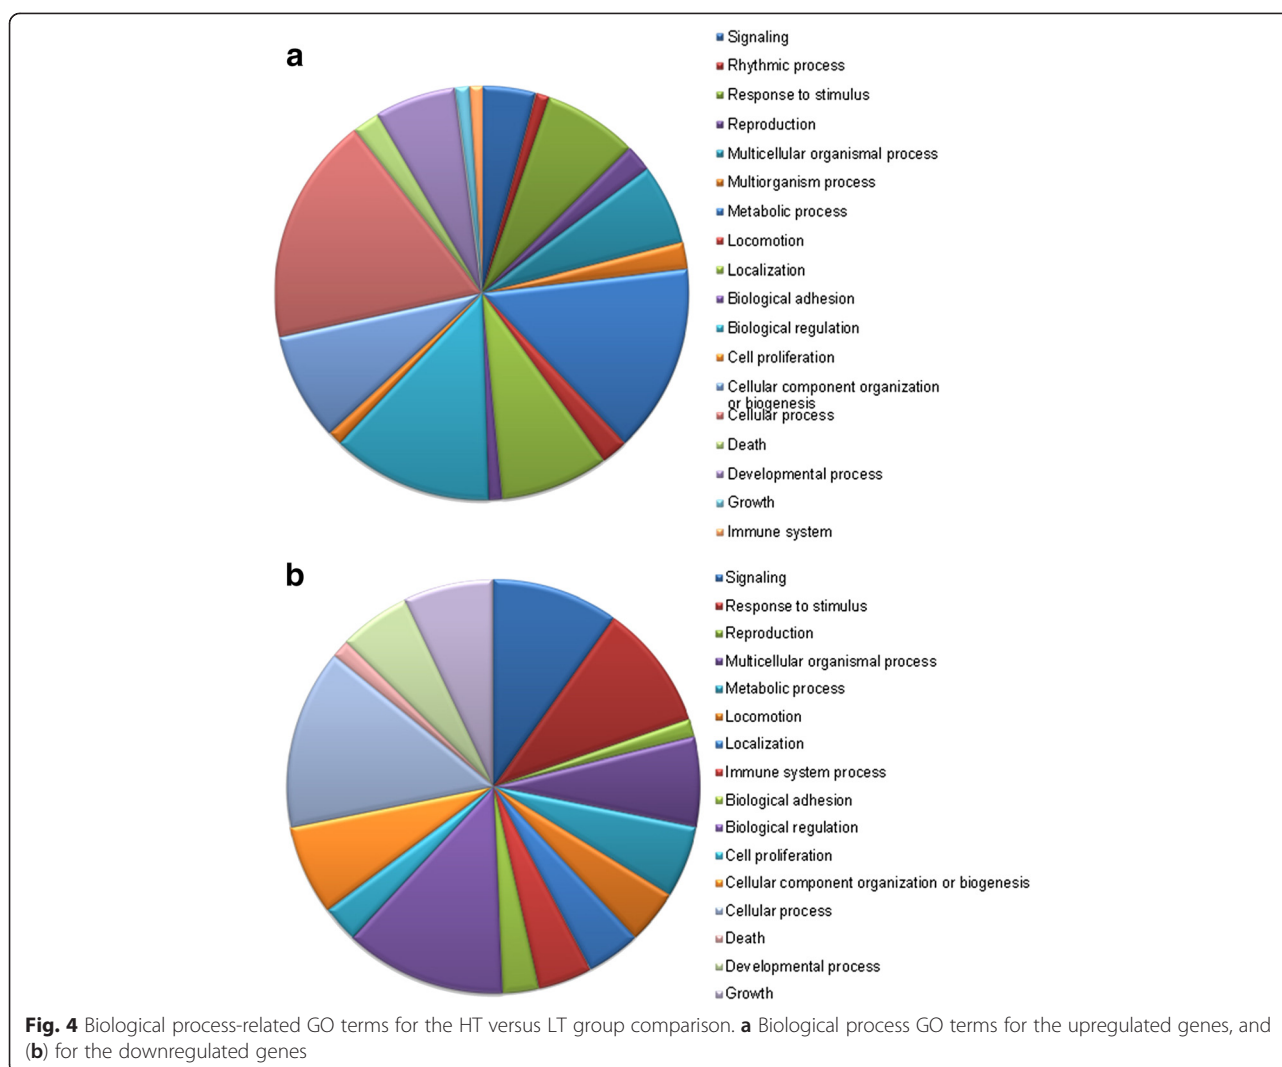 a
Signaling
Rhythmic process
Response to stimulus
Reproduction
Multicellular organismal process
Multiorganism process
Metabolic process
Locomotion
Localization
Biological adhesion
Biological regulation
Cell proliferation
Cellular component organization
or biogenesis
Cellular process
Death
Developmental process
Growth
Immune system
b
Signaling
Response to stimulus
Reproduction
Multicellular organismal process
Metabolic process
Locomotion
Localization
Immune system process
Biological adhesion
Biological regulation
Cell proliferation
Cellular component organization or biogenesis
Cellular process
Death
Developmental process
Growth
Fig. 4 Biological process-related GO terms for the HT versus LT group comparison. a Biological process GO terms for the upregulated genes, and
(b) for the downregulated genes